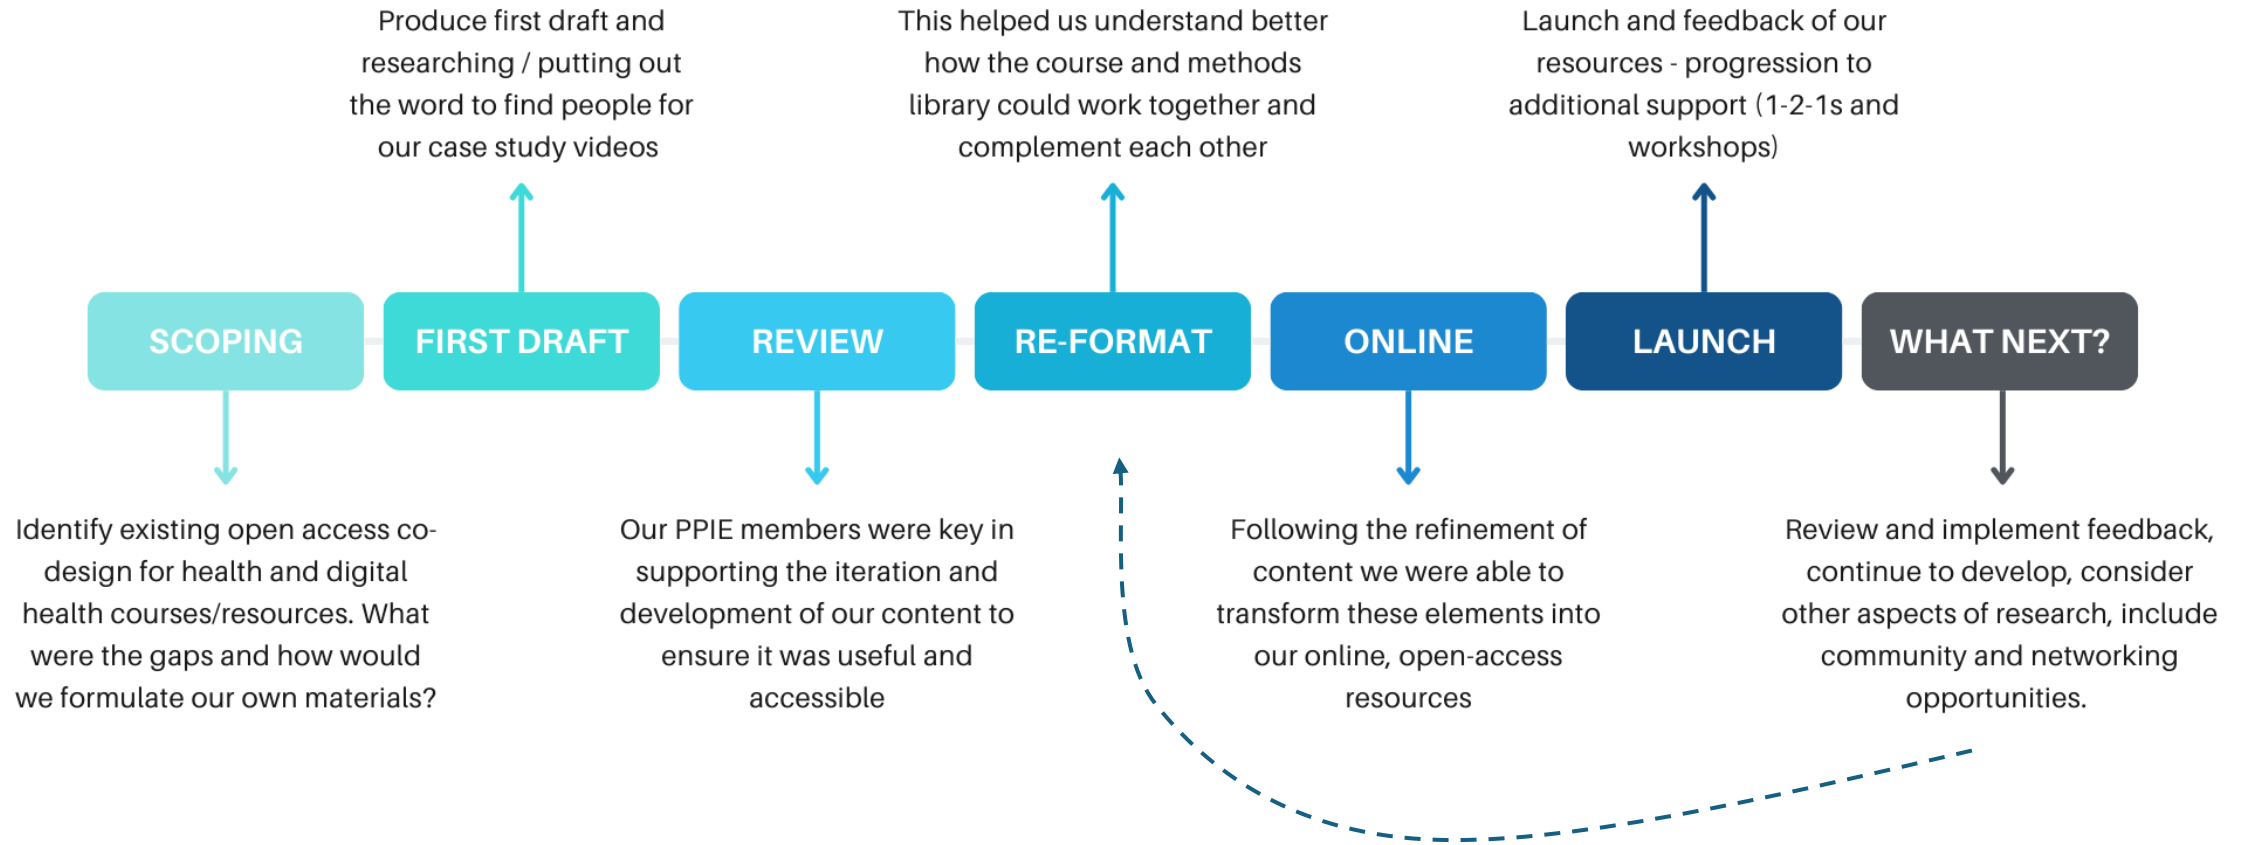 Produce first draft and
researching / putting out
the word to find people for
our case study videos
This helped us understand better
how the course and methods
library could work together and
complement each other
Launch and feedback of our
resources - progression to
additional support (1-2-1s and
workshops)
SCOPING
FIRST DRAFT
REVIEW
RE-FORMAT
ONLINE
LAUNCH
WHAT NEXT?
Identify existing open access co-
design for health and digital
health courses/resources. What
were the gaps and how would
we formulate our own materials?
Our PPIE members were key in
supporting the iteration and
development of our content to
ensure it was useful and
accessible
Following the refinement of
content we were able to
transform these elements into
our online, open-access
resources
Review and implement feedback,
continue to develop, consider
other aspects of research, include
community and networking
opportunities.